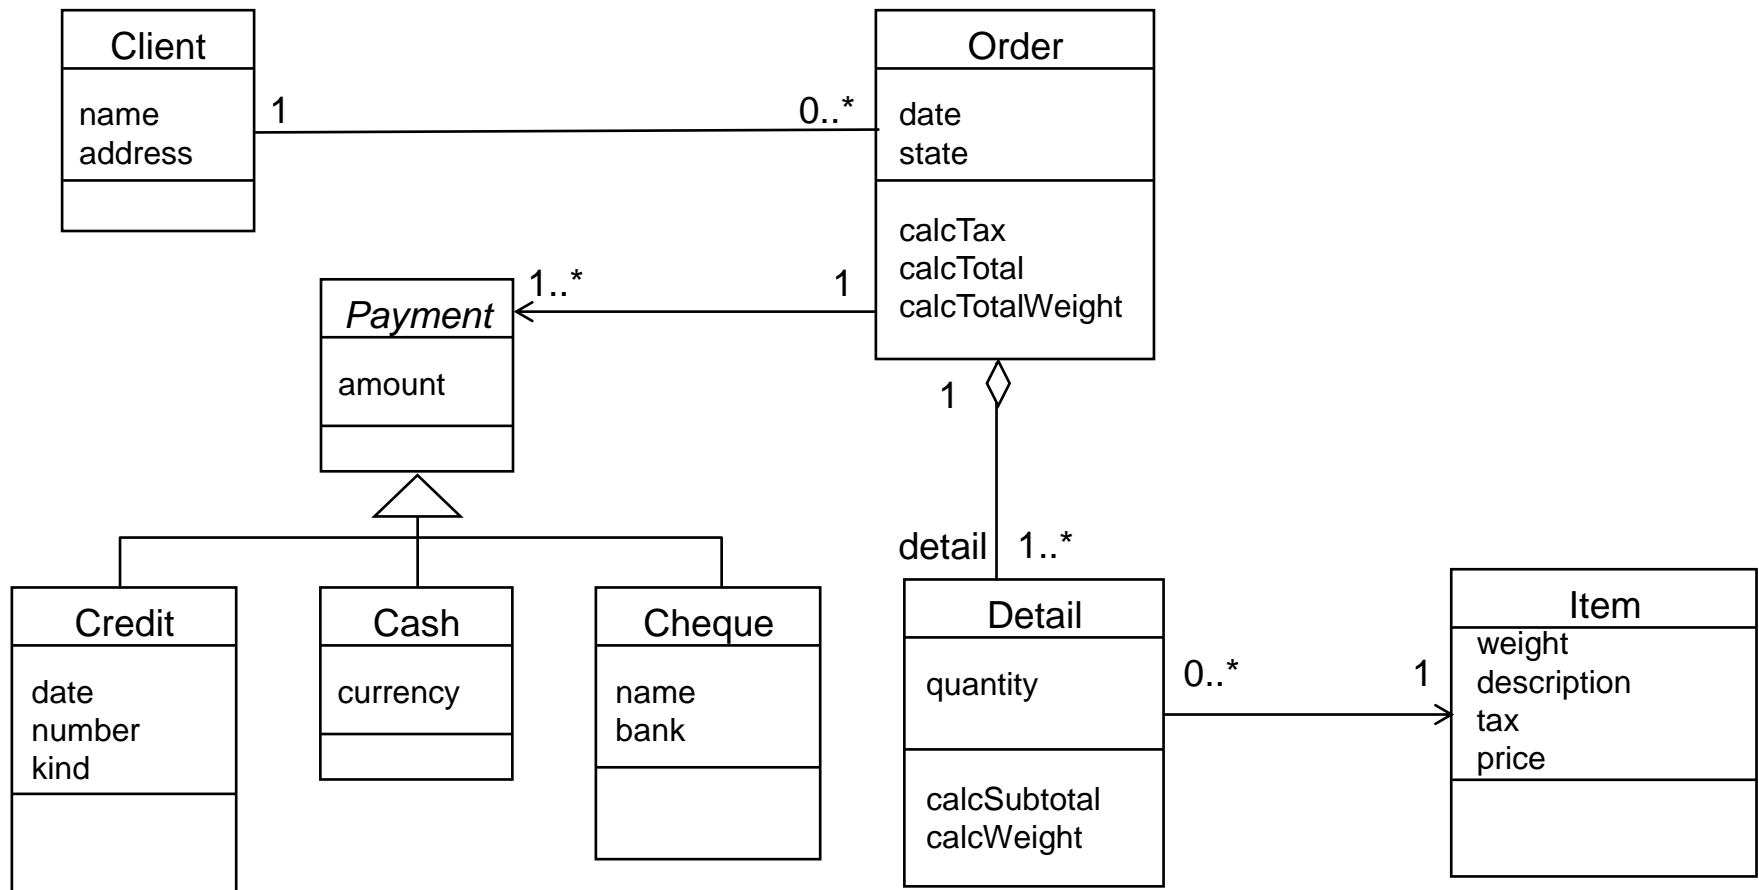 Client
name
address
1
0..*
Order
date
state
calcTax
calcTotal
calcTotalWeight
Payment
amount
1..*
1
1
detail
1..*
Credit
date
number
kind
Cash
currency
Cheque
name
bank
Detail
quantity
calcSubtotal
calcWeight
0..*
1
Item
weight
description
tax
price